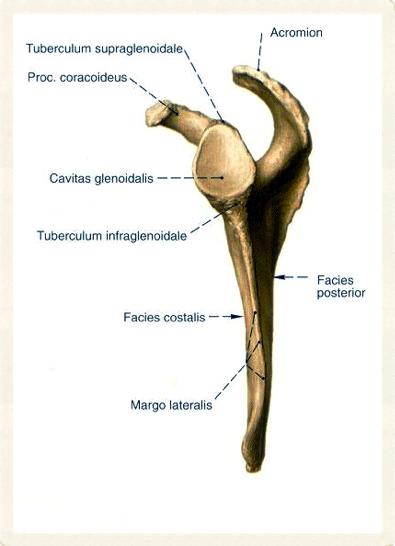 Acromion
Tuberculum supraglenoidale
Proc. coracoideus
Cavitas glenoidalis
Tuberculum infraglenoidale
Facies
posterior
Facies costalis
Margo lateralis